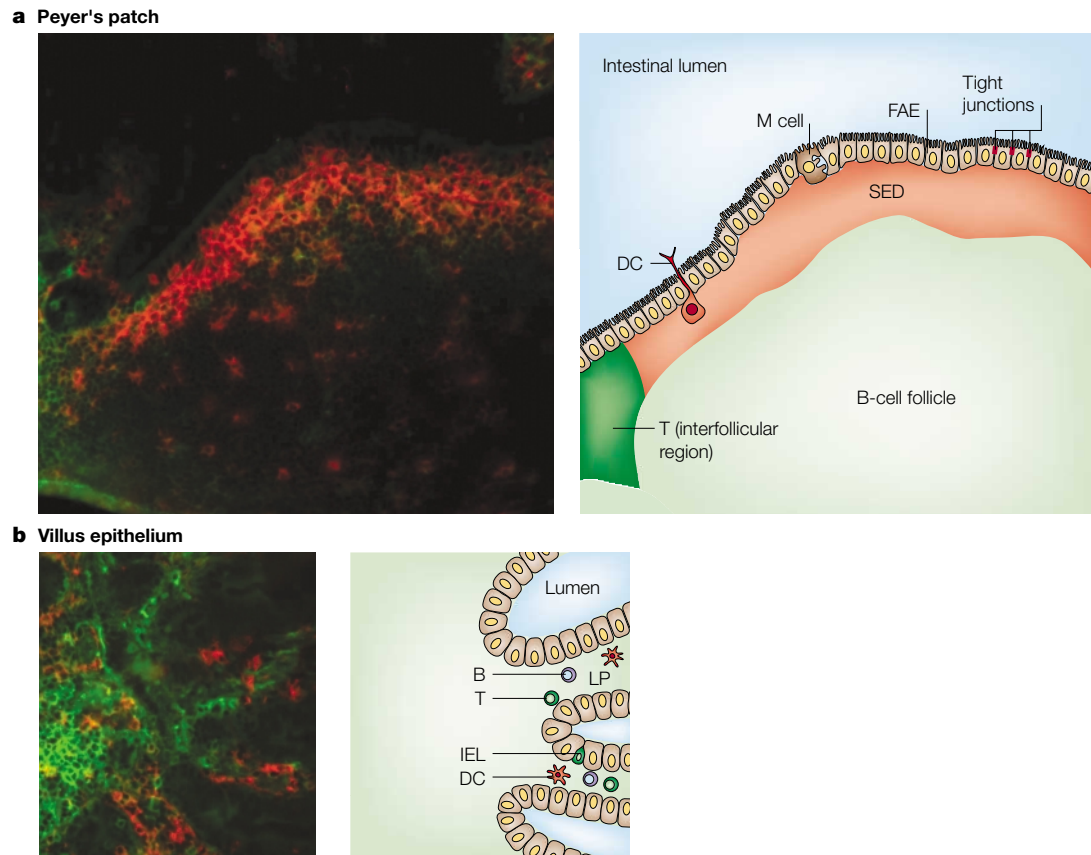 a Peyer's patch
Intestinal lumen
Tight
junctions
FAE
M cell
SED
DC
B-cell follicle
T (interfollicular
region)
b Villus epithelium
Lumen
B
LP
T
IEL
DC